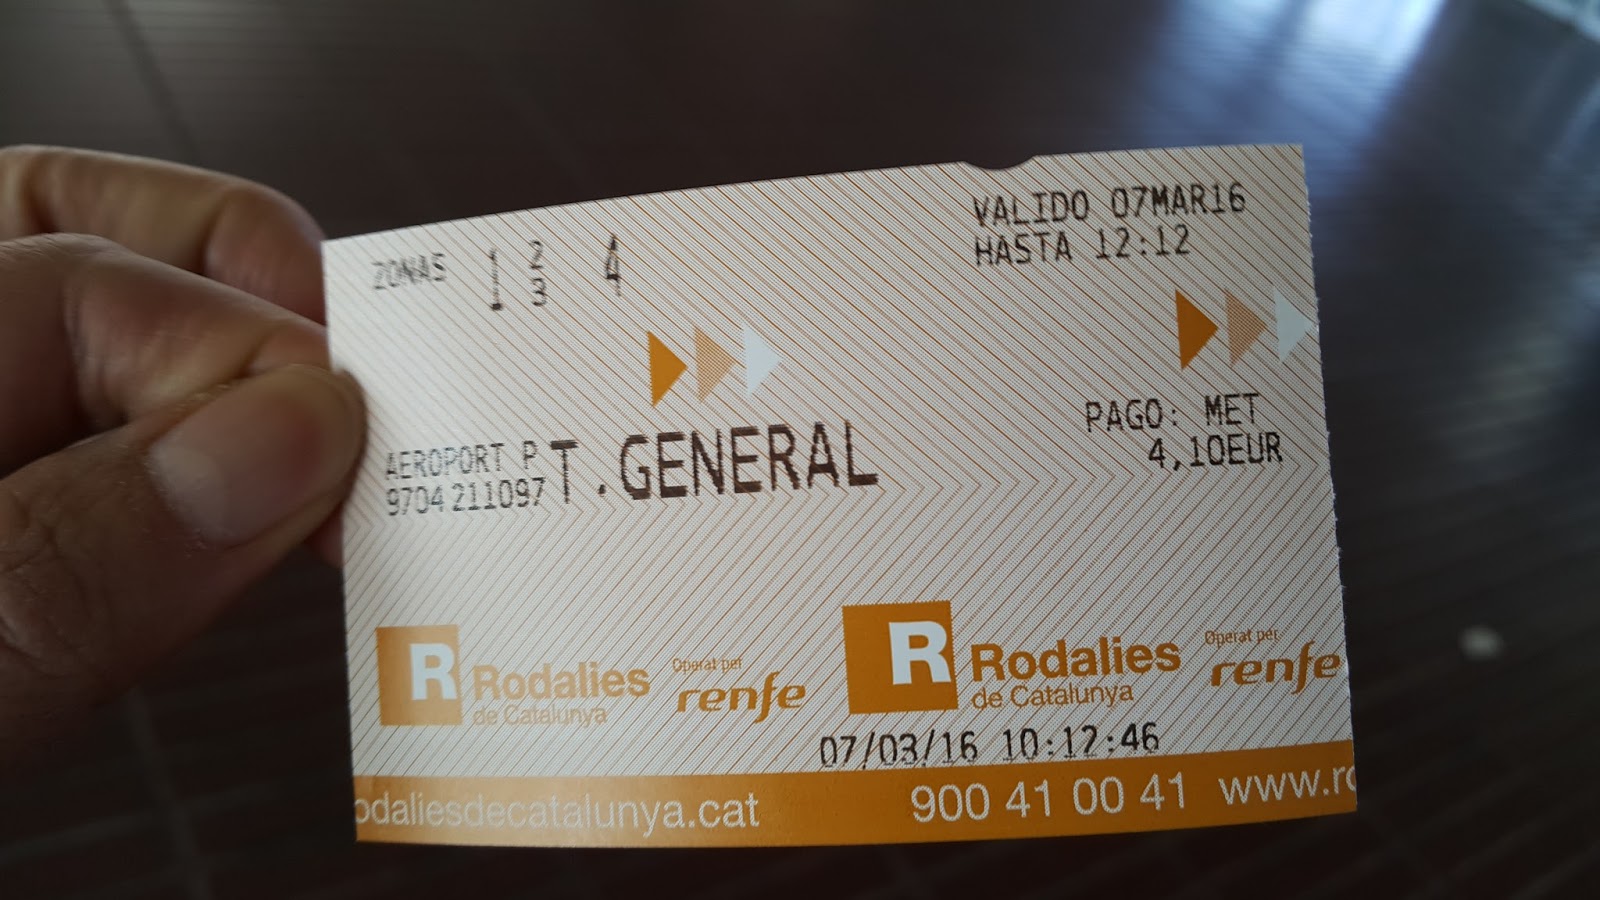 ZONAS 1 2 3 4
VALIDO 07MAR16
HASTA 12:12
PAGO: MET
4,10EUR
AEROPORT P
9704 211097
T.GENERAL
R Rodalies
de Catalunya
Operat per
renfe
R Rodalies
de Catalunya
Operat per
renfe
07/03/16 10:12:46
odaliesdecatalunya.cat 900 41 00 41 www.ro